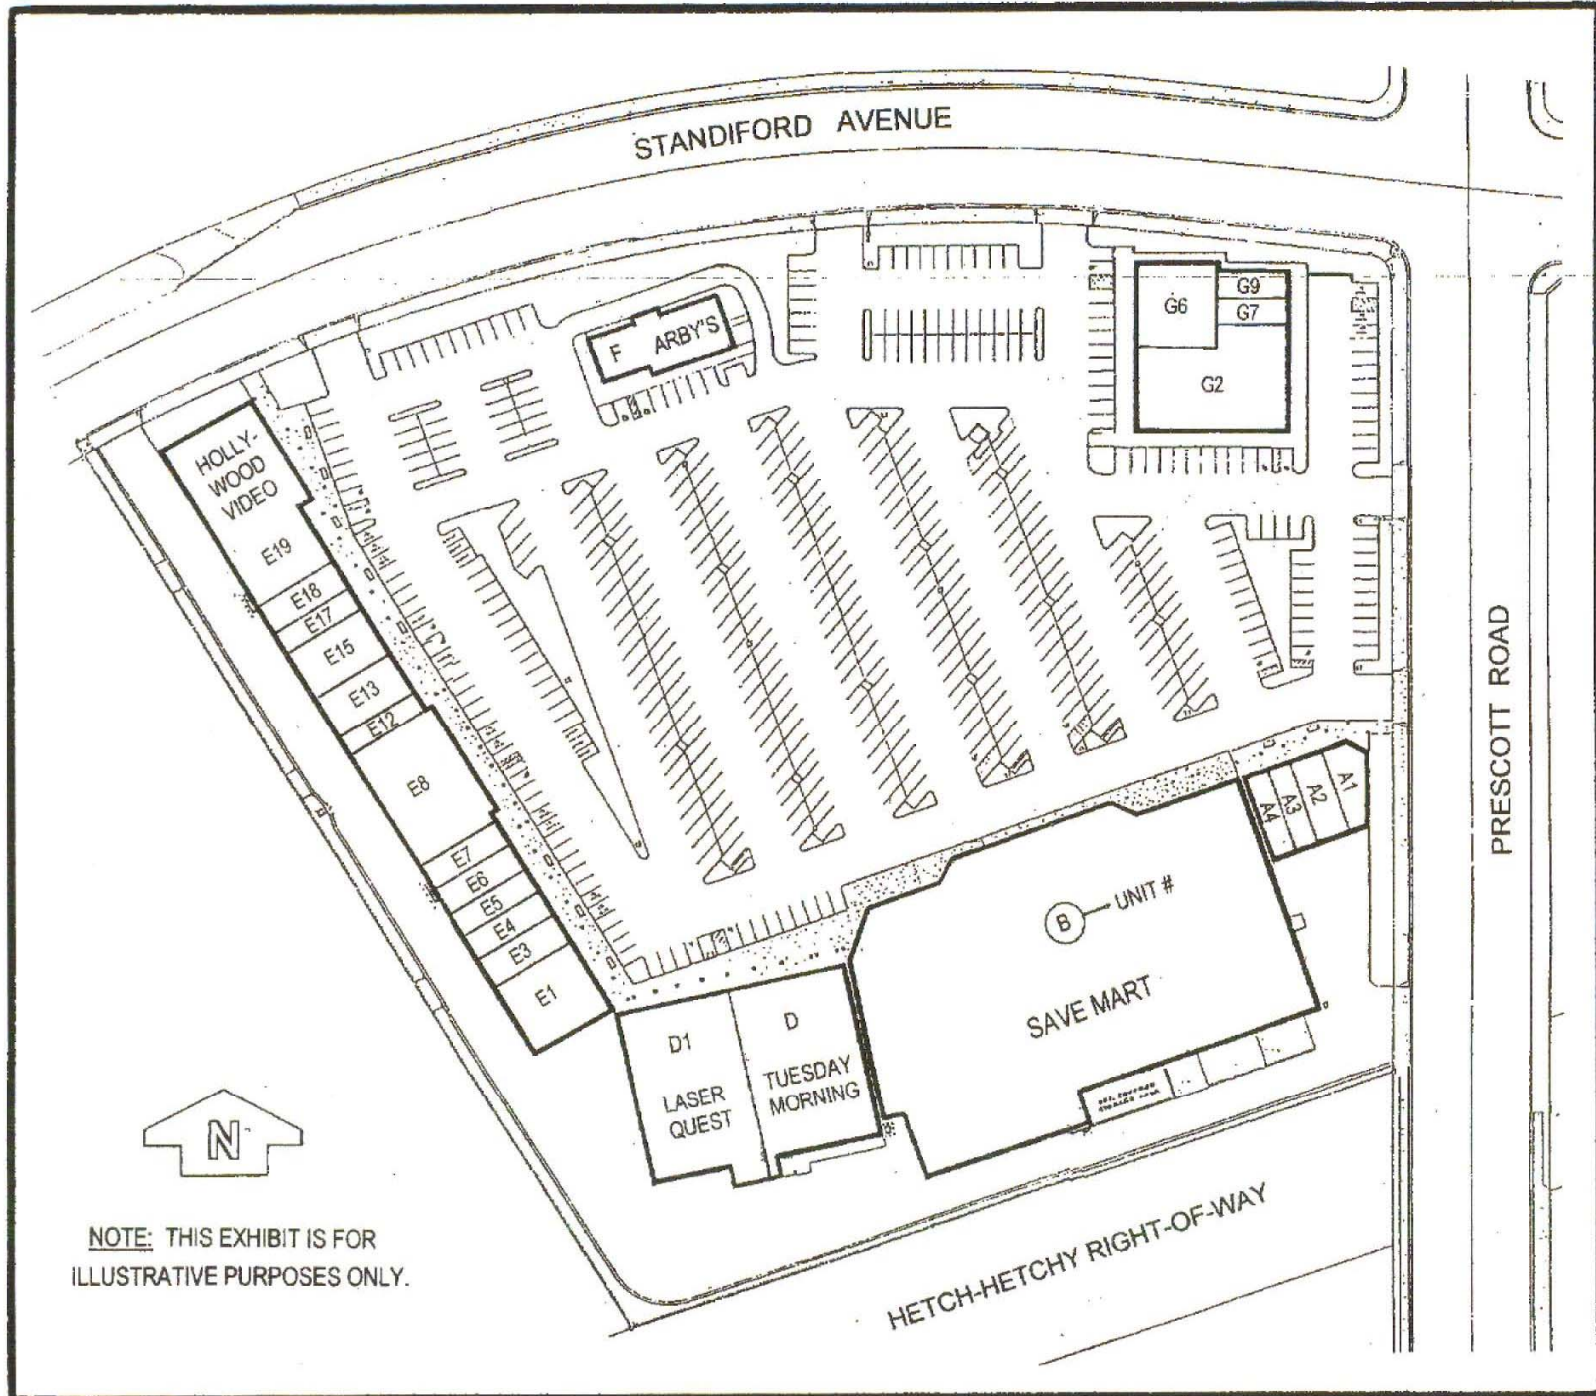 STANDIFORD AVENUE
G9
G6
G7
G2
F ARBY'S
HOLLY-
WOOD
VIDEO
E19
E18
E17
E15
E13
E12
E8
E7
E6
E5
E4
E3
E1
PRESCOTT ROAD
A1
A2
A3
A4
B
UNIT #
SAVE MART
D
TUESDAY
MORNING
D1
LASER
QUEST
N
NOTE: THIS EXHIBIT IS FOR
ILLUSTRATIVE PURPOSES ONLY.
HETCH-HETCHY RIGHT-OF-WAY